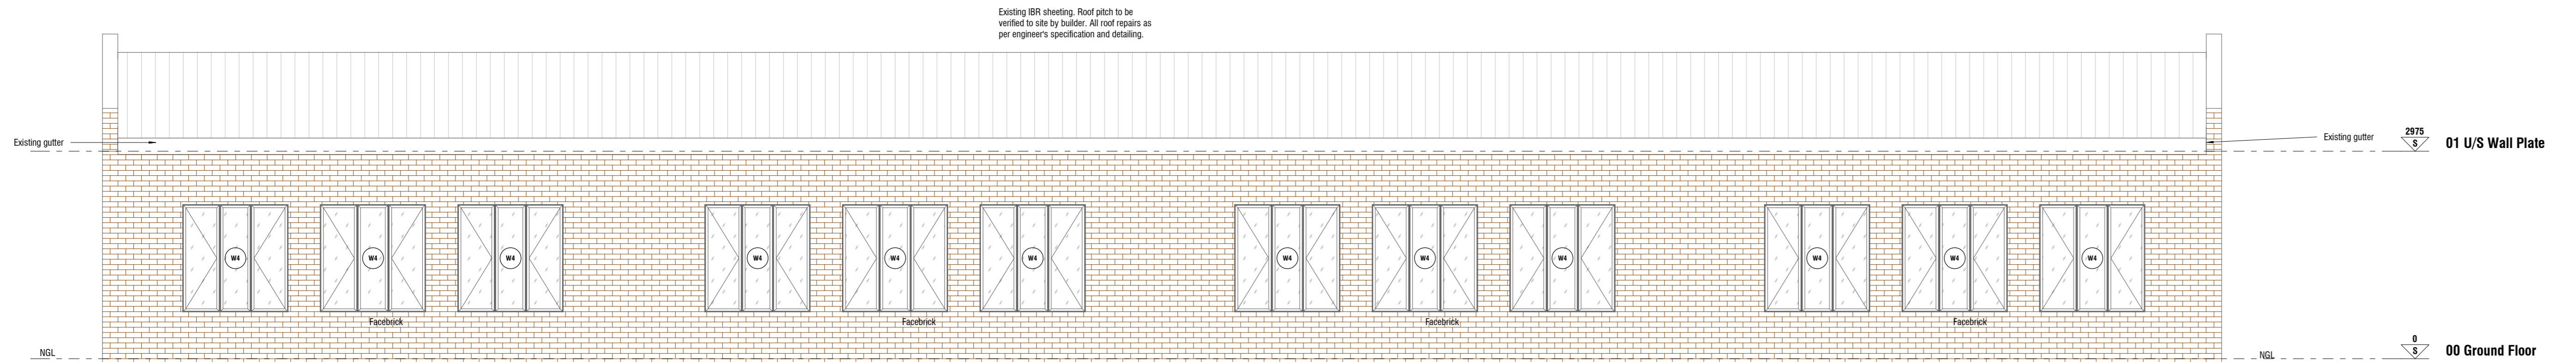 Existing IBR sheeting. Roof pitch to be
verified to site by builder. All roof repairs as
per engineer's specification and detailing.
Existing gutter
Existing gutter
2975
S
01 U/S Wall Plate
W4
W4
W4
W4
W4
W4
W4
W4
W4
W4
W4
W4
Facebrick
Facebrick
Facebrick
Facebrick
NGL
NGL
0
S
00 Ground Floor